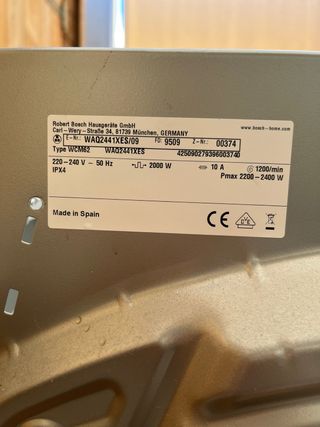 Robert Bosch Hausgeräte GmbH www.bosch-home.com
Carl-Wery-Straße 34, 81739 München, GERMANY
E-Nr.: WAQ2441XES/09 FD: 9509 Z-Nr.: 00374
Type WCM62 WAQ2441XES 425090279396003740
220-240 V ~ 50 Hz 2000 W 10 A 1200/min
IPX4 Pmax 2200-2400 W
Made in Spain CE